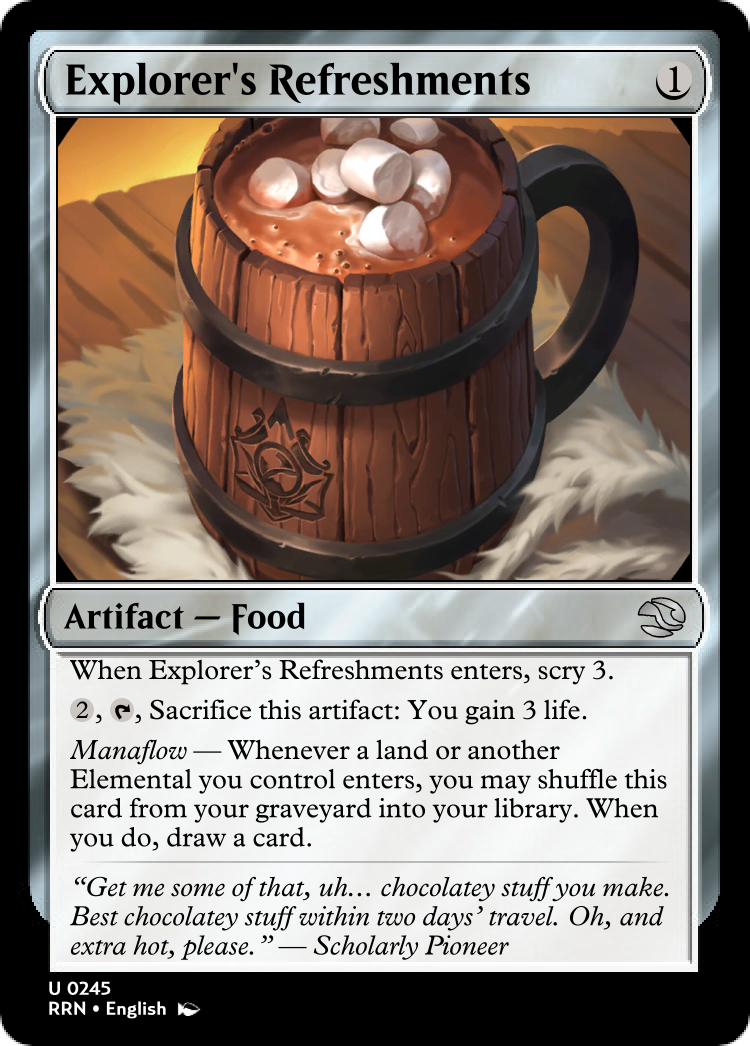 Explorer's Refreshments 1
Artifact — Food
When Explorer’s Refreshments enters, scry 3.
2, , Sacrifice this artifact: You gain 3 life.
Manaflow — Whenever a land or another
Elemental you control enters, you may shuffle this
card from your graveyard into your library. When
you do, draw a card.
“Get me some of that, uh… chocolatey stuff you make.
Best chocolatey stuff within two days’ travel. Oh, and
extra hot, please.” — Scholarly Pioneer
U 0245
RRN • English